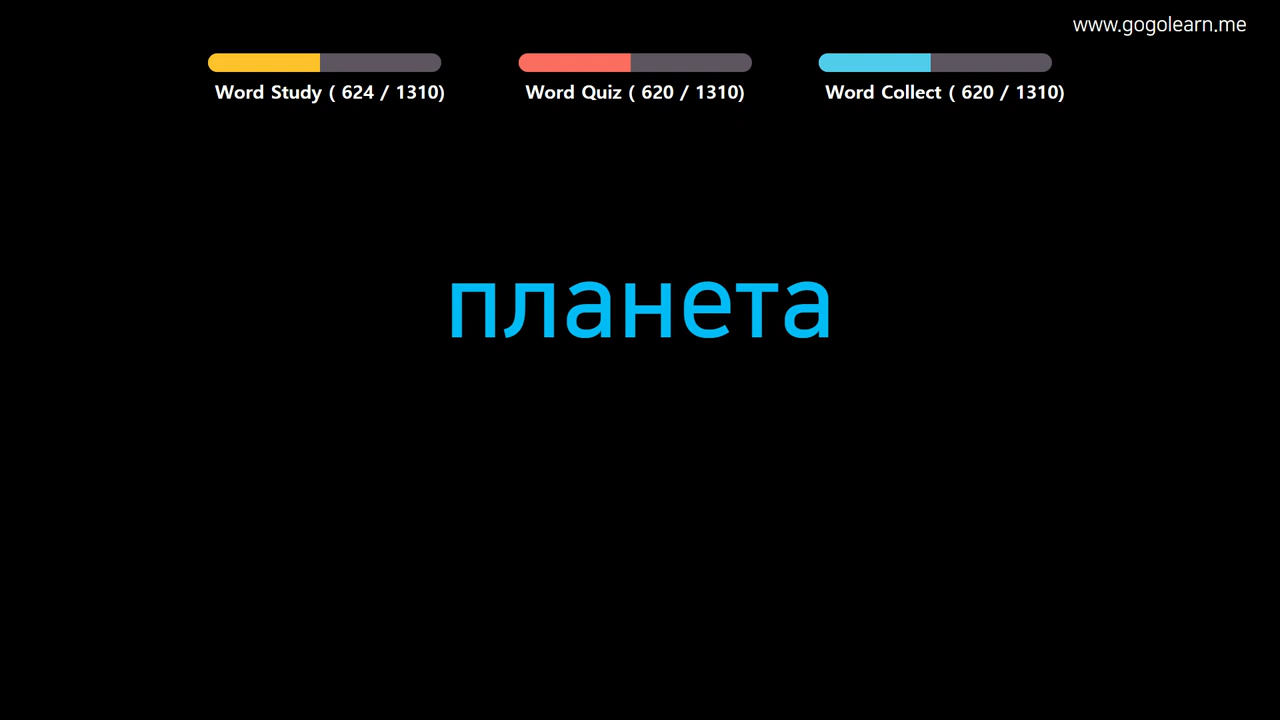 www.gogolearn.me
Word Study ( 624 / 1310)
Word Quiz ( 620 / 1310)
Word Collect ( 620 / 1310)
планета